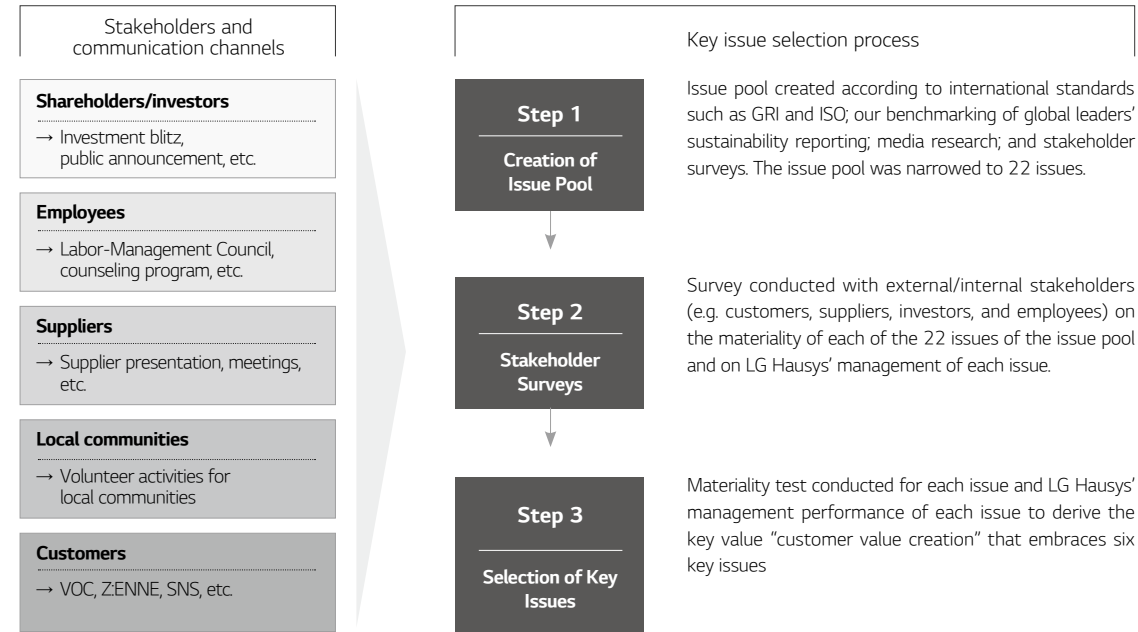 Stakeholders and
communication channels
Shareholders/investors
→ Investment blitz,
public announcement, etc.
Employees
→ Labor-Management Council,
counseling program, etc.
Suppliers
→ Supplier presentation, meetings,
etc.
Local communities
→ Volunteer activities for
local communities
Customers
→ VOC, Z:ENNE, SNS, etc.
Key issue selection process
Step 1
Creation of
Issue Pool
Issue pool created according to international standards
such as GRI and ISO; our benchmarking of global leaders’
sustainability reporting; media research; and stakeholder
surveys. The issue pool was narrowed to 22 issues.
Step 2
Stakeholder
Surveys
Survey conducted with external/internal stakeholders
(e.g. customers, suppliers, investors, and employees) on
the materiality of each of the 22 issues of the issue pool
and on LG Hausys’ management of each issue.
Step 3
Selection of Key
Issues
Materiality test conducted for each issue and LG Hausys’
management performance of each issue to derive the
key value “customer value creation” that embraces six
key issues